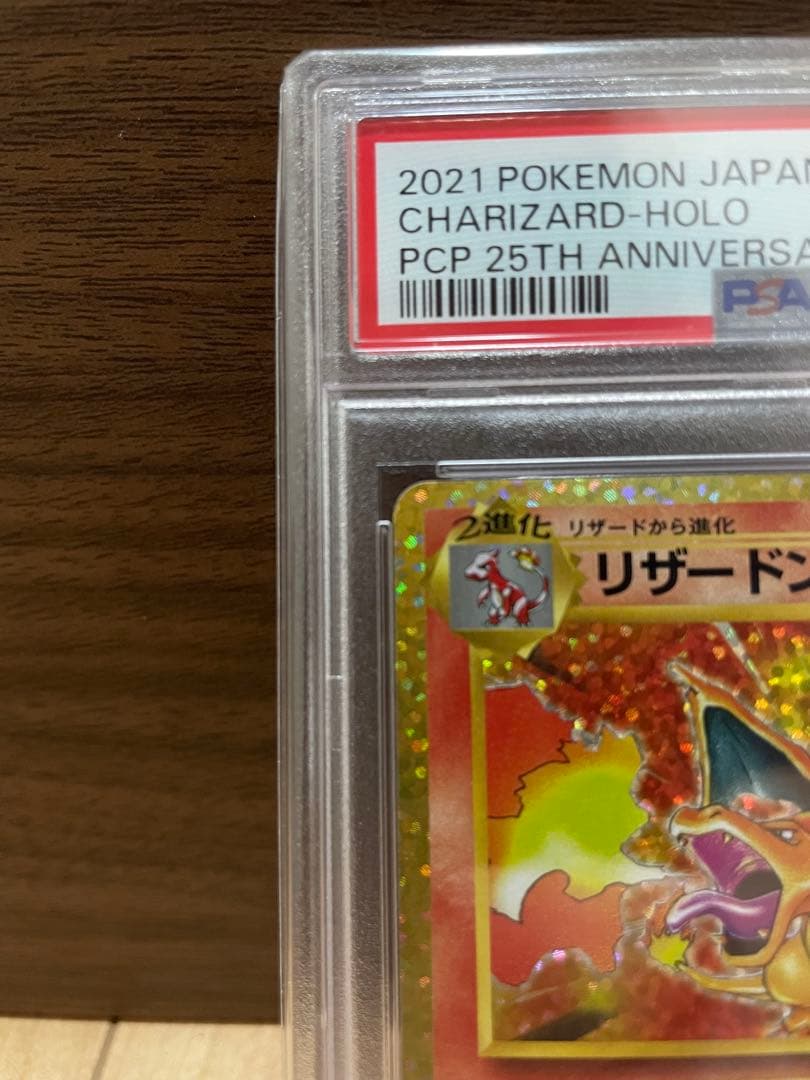 2021 POKEMON JAPAN
CHARIZARD-HOLO
PCP 25TH ANNIVERSA
PSA
2進化 リザードから進化
リザードン